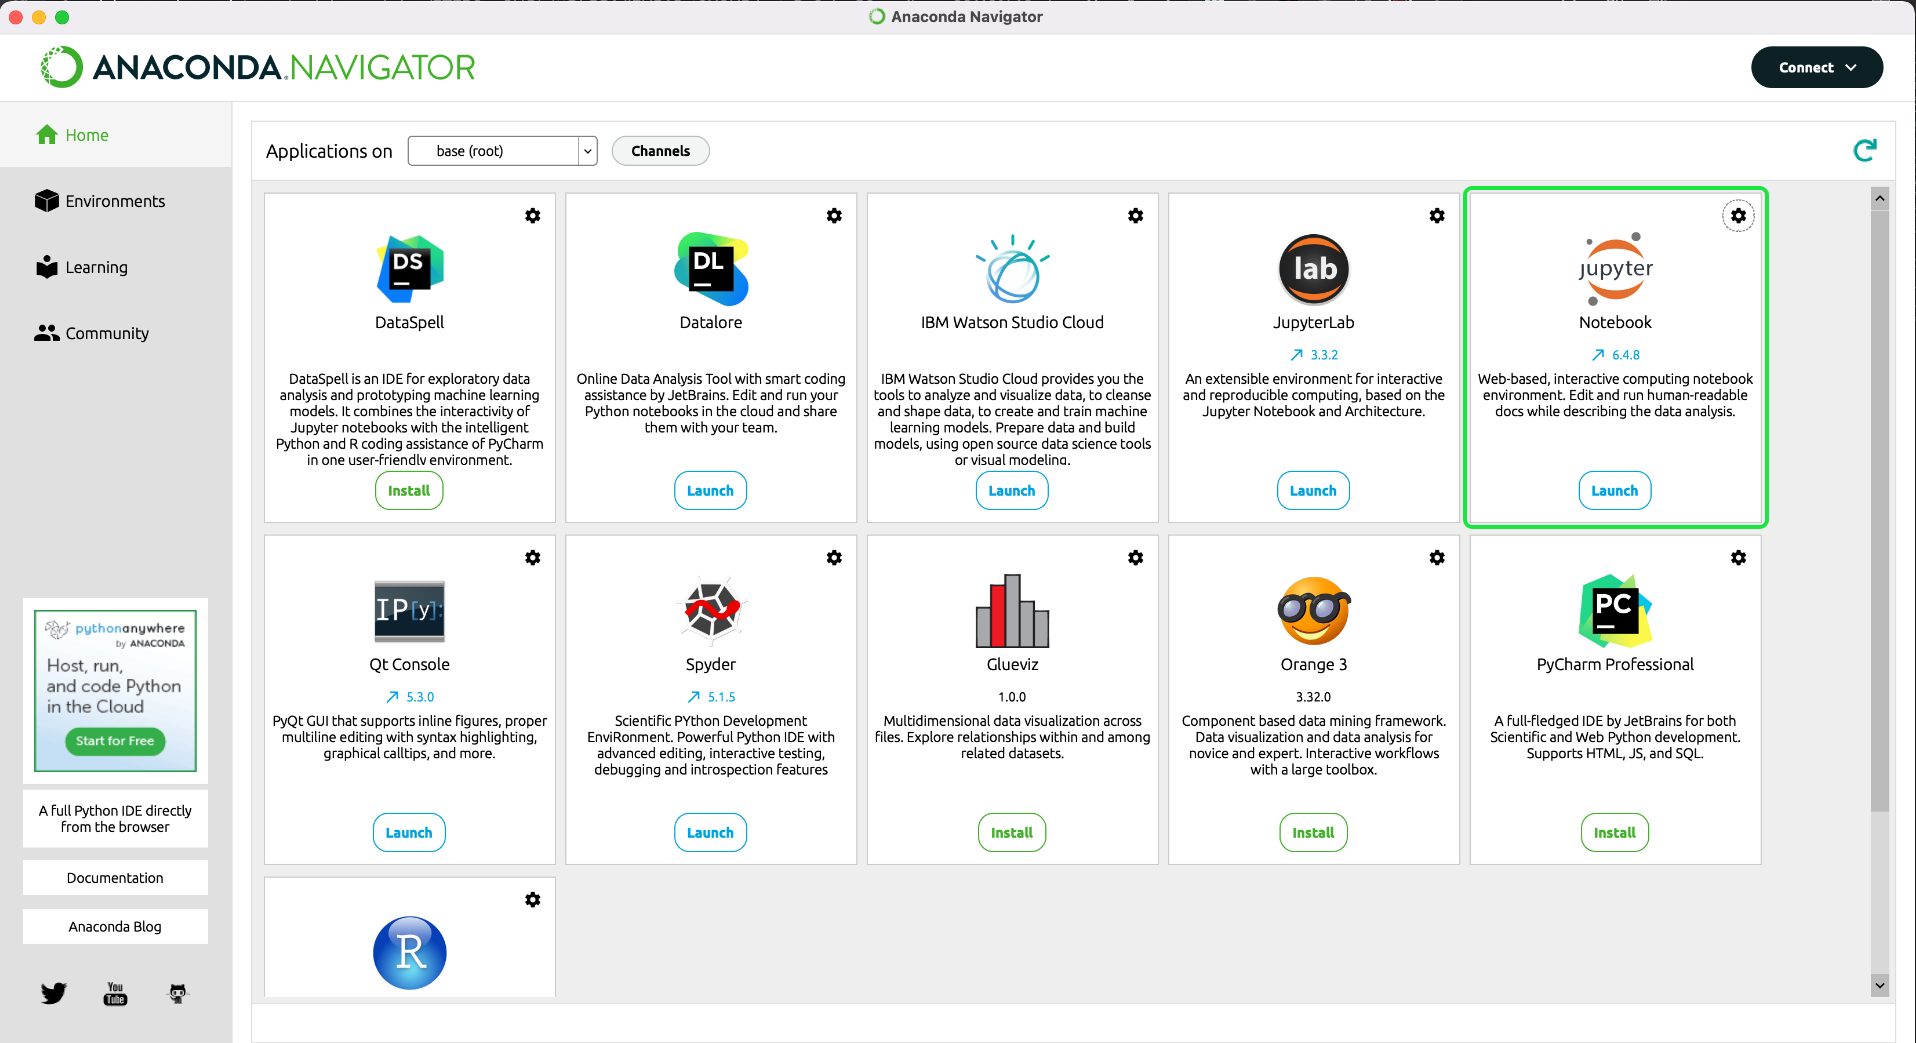 Anaconda Navigator
ANACONDA.NAVIGATOR
Connect
Home
Environments
Learning
Community
Applications on
base (root)
Channels
DS
DataSpell
DataSpell is an IDE for exploratory data
analysis and prototyping machine learning
models. It combines the interactivity of
Jupyter notebooks with the intelligent
Python and R coding assistance of PyCharm
in one user-friendly environment.
Install
DL
Datalore
Online Data Analysis Tool with smart coding
assistance by JetBrains. Edit and run your
Python notebooks in the cloud and share
them with your team.
Launch
IBM Watson Studio Cloud
IBM Watson Studio Cloud provides you the
tools to analyze and visualize data, to cleanse
and shape data, to create and train machine
learning models. Prepare data and build
models, using open source data science tools
or visual modeling.
Launch
lab
JupyterLab
3.3.2
An extensible environment for interactive
and reproducible computing, based on the
Jupyter Notebook and Architecture.
Launch
jupyter
Notebook
6.4.8
Web-based, interactive computing notebook
environment. Edit and run human-readable
docs while describing the data analysis.
Launch
IP[y]:
Qt Console
5.3.0
PyQt GUI that supports inline figures, proper
multiline editing with syntax highlighting,
graphical calltips, and more.
Launch
Spyder
5.1.5
Scientific PYthon Development
EnviRonment. Powerful Python IDE with
advanced editing, interactive testing,
debugging and introspection features
Launch
Glueviz
1.0.0
Multidimensional data visualization across
files. Explore relationships within and among
related datasets.
Install
Orange 3
3.32.0
Component based data mining framework.
Data visualization and data analysis for
novice and expert. Interactive workflows
with a large toolbox.
Install
PC
PyCharm Professional
A full-fledged IDE by JetBrains for both
Scientific and Web Python development.
Supports HTML, JS, and SQL.
Install
R
pythonanywhere
by ANACONDA
Host, run,
and code Python
in the Cloud
Start for Free
A full Python IDE directly
from the browser
Documentation
Anaconda Blog
You
Tube